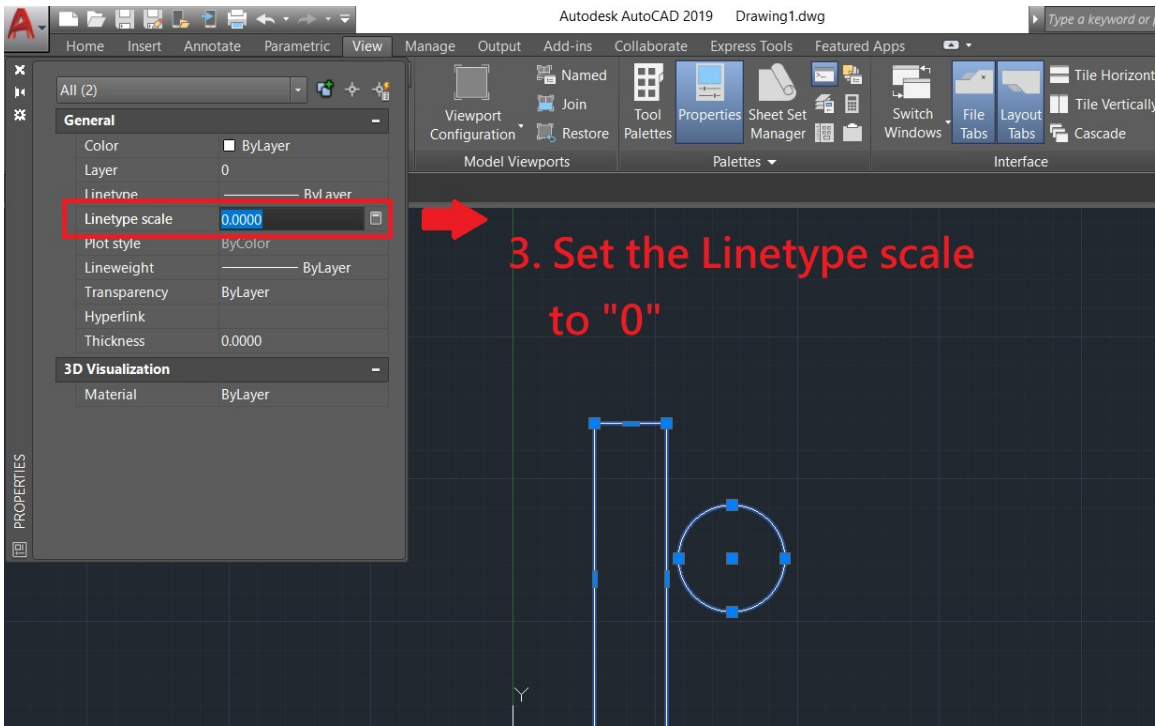 Autodesk AutoCAD 2019 Drawing1.dwg
Type a keyword or
Home Insert Annotate Parametric View Manage Output Add-ins Collaborate Express Tools Featured Apps
All (2)
General
Color ByLayer
Layer 0
Linetype ByLayer
Linetype scale 0.0000
Plot style ByColor
Lineweight ByLayer
Transparency ByLayer
Hyperlink
Thickness 0.0000
3D Visualization
Material ByLayer
PROPERTIES
Viewport
Configuration
Named
Join
Restore
Model Viewports
Tool
Palettes
Properties
Sheet Set
Manager
Palettes
Switch
Windows
File
Tabs
Layout
Tabs
Tile Horizont
Tile Vertically
Cascade
Interface
3. Set the Linetype scale
to "0"
Y